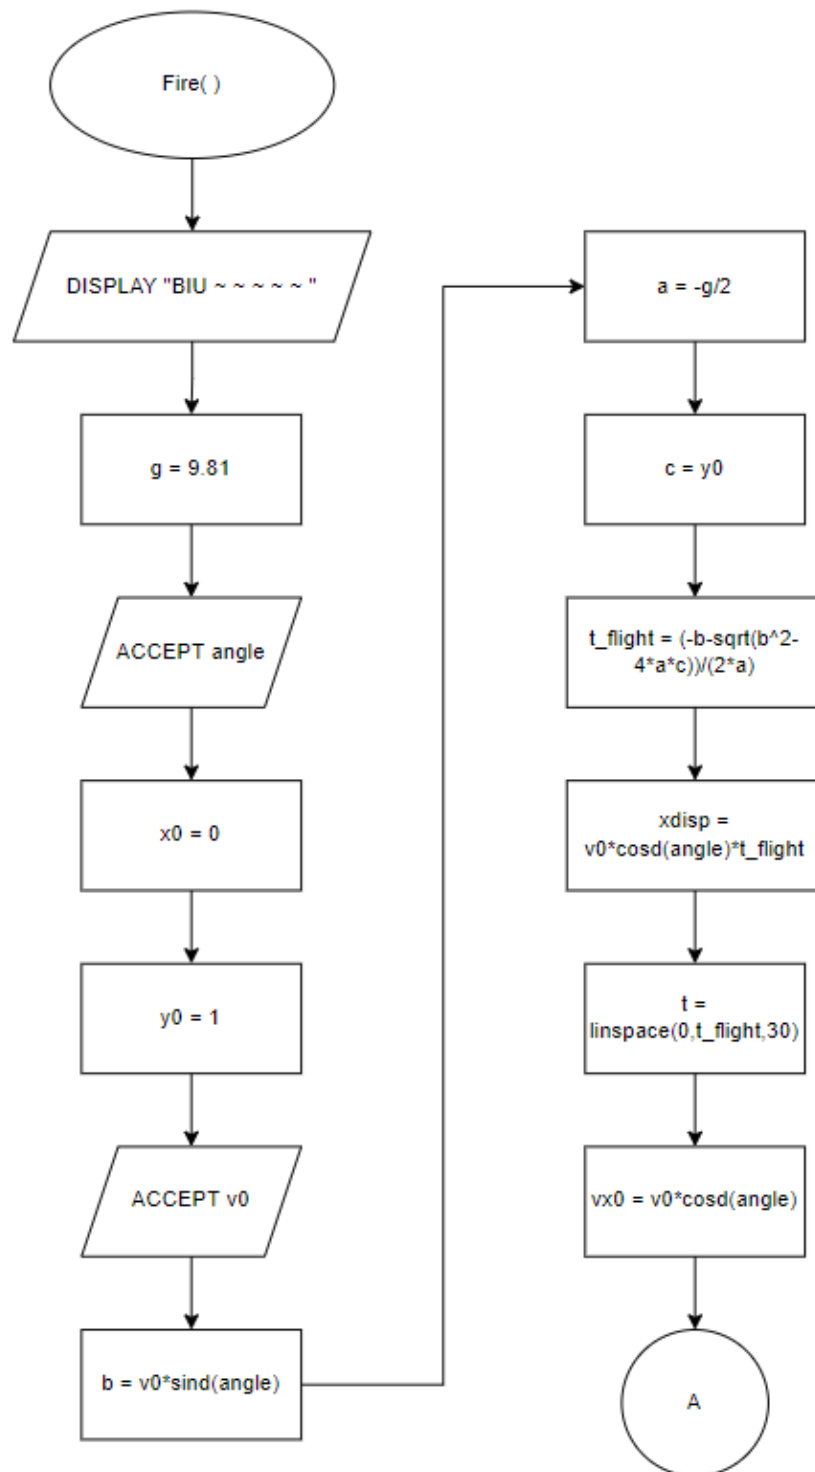 Fire( )
DISPLAY "BIU ~ ~ ~ ~ ~ "
g = 9.81
ACCEPT angle
x0 = 0
y0 = 1
ACCEPT v0
b = v0*sind(angle)
a = -g/2
c = y0
t_flight = (-b-sqrt(b^2-
4*a*c))/(2*a)
xdisp =
v0*cosd(angle)*t_flight
t =
linspace(0,t_flight,30)
vx0 = v0*cosd(angle)
A